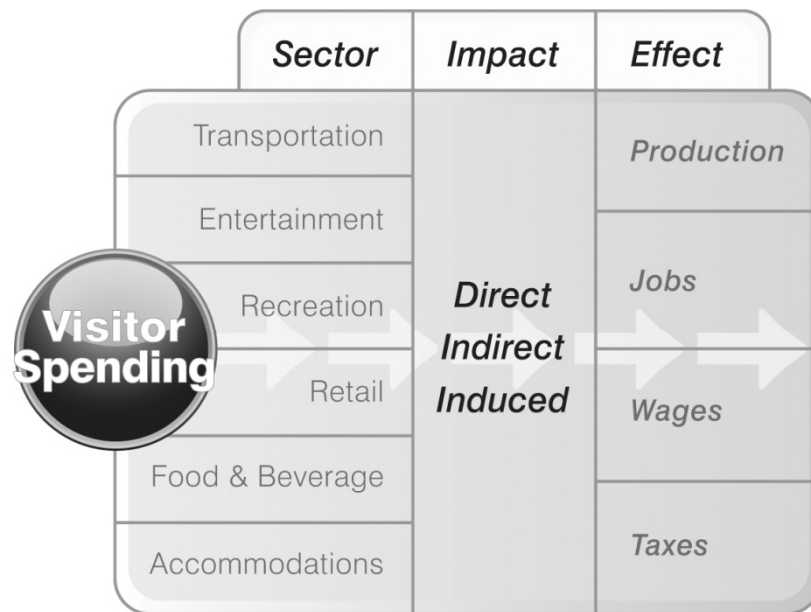 Sector Impact Effect
Transportation
Entertainment
Recreation
Retail
Food & Beverage
Accommodations
Visitor
Spending
Direct
Indirect
Induced
Production
Jobs
Wages
Taxes